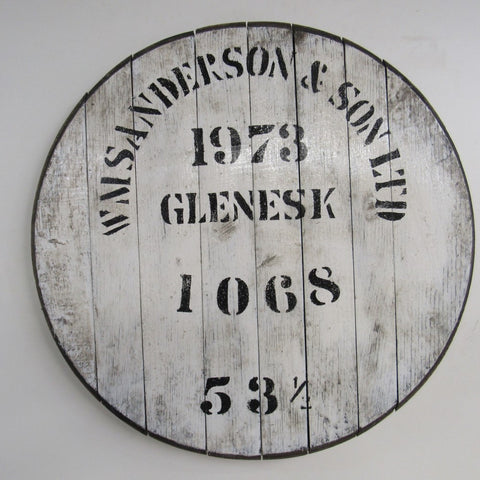 WM SANDERSON & SON LTD
1973
GLENESK
1068
53½